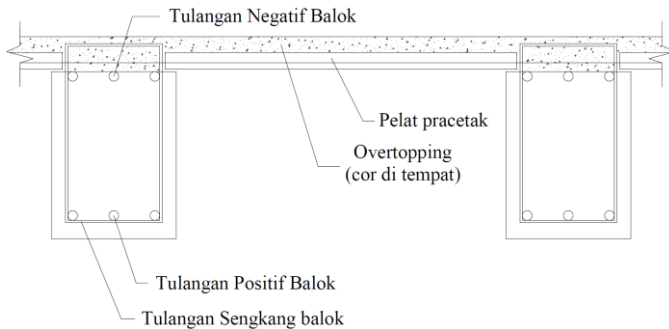 Tulangan Negatif Balok
Pelat pracetak
Overtopping
(cor di tempat)
Tulangan Positif Balok
Tulangan Sengkang balok